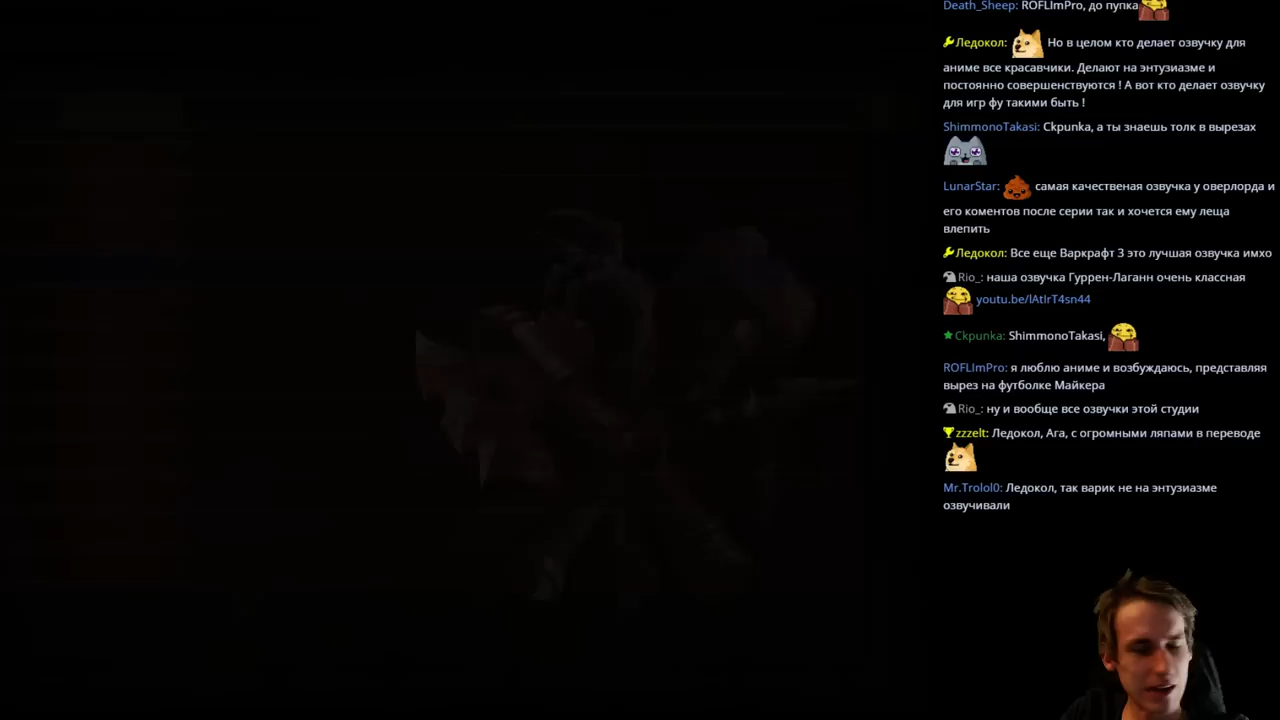 Death_Sheep: ROFLImPro, до пупка
Ледокол: Но в целом кто делает озвучку для
аниме все красавчики. Делают на энтузиазме и
постоянно совершенствуются ! А вот кто делает озвучку
для игр фу такими быть !
ShimmonoTakasi: Ckpunka, а ты знаешь толк в вырезах
LunarStar: самая качественая озвучка у оверлорда и
его коментов после серии так и хочется ему леща
влепить
Ледокол: Все еще Варкрафт 3 это лучшая озвучка имхо
Rio_: наша озвучка Гуррен-Лаганн очень классная
youtu.be/lAtIrT4sn44
Ckpunka: ShimmonoTakasi,
ROFLImPro: я люблю аниме и возбуждаюсь, представляя
вырез на футболке Майкера
Rio_: ну и вообще все озвучки этой студии
zzzelt: Ледокол, Ага, с огромными ляпами в переводе
Mr.Trolol0: Ледокол, так варик не на энтузиазме
озвучивали